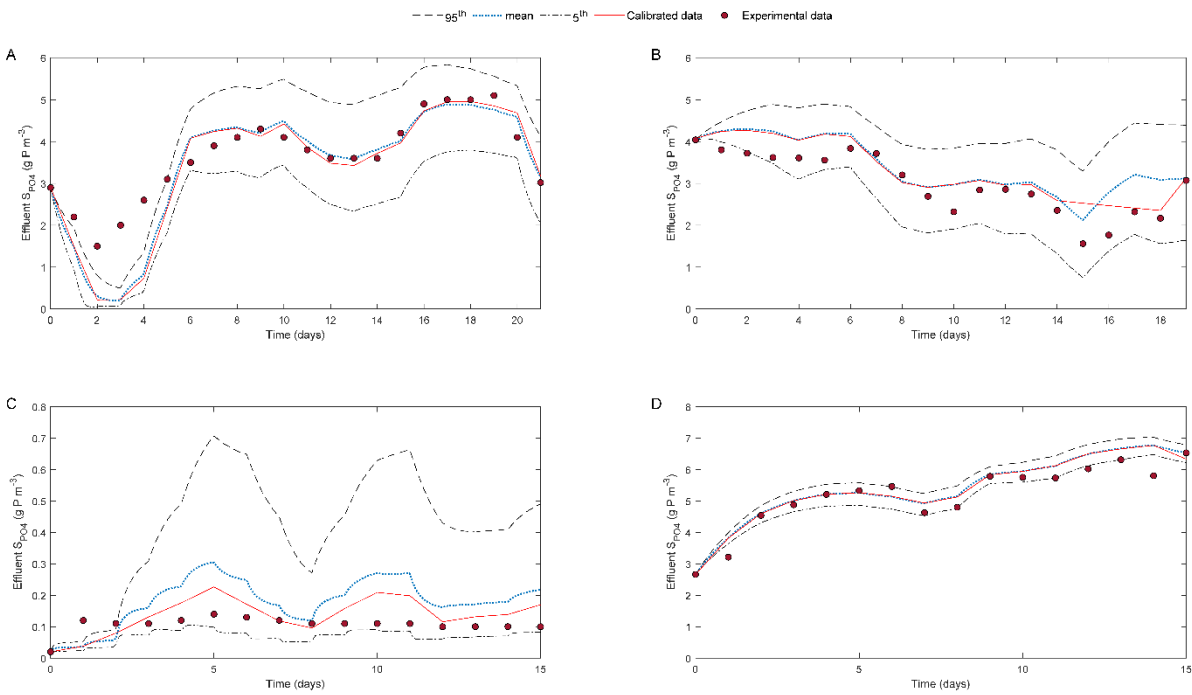 95th mean 5th Calibrated data Experimental data
A
6
5
4
3
2
1
0
Effluent SPO4 (g P m-3)
0 2 4 6 8 10 12 14 16 18 20
Time (days)
B
6
5
4
3
2
1
0
Effluent SPO4 (g P m-3)
0 2 4 6 8 10 12 14 16 18
Time (days)
C
0.8
0.7
0.6
0.5
0.4
0.3
0.2
0.1
0
Effluent SPO4 (g P m-3)
0 5 10 15
Time (days)
D
8
7
6
5
4
3
2
1
0
Effluent SPO4 (g P m-3)
0 5 10 15
Time (days)